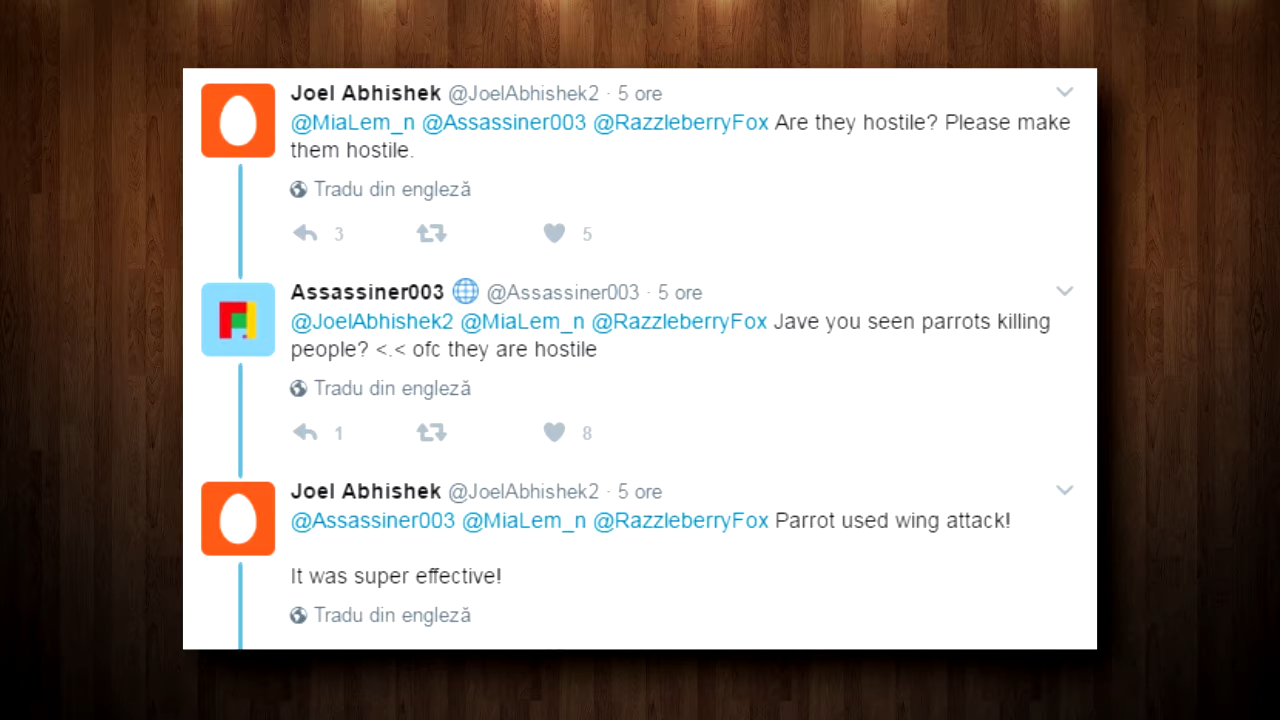 Joel Abhishek @JoelAbhishek2 · 5 ore
@MiaLem_n @Assassiner003 @RazzleberryFox Are they hostile? Please make
them hostile.
Tradu din engleză
3 5
Assassiner003 @Assassiner003 · 5 ore
@JoelAbhishek2 @MiaLem_n @RazzleberryFox Jave you seen parrots killing
people? <.< ofc they are hostile
Tradu din engleză
1 8
Joel Abhishek @JoelAbhishek2 · 5 ore
@Assassiner003 @MiaLem_n @RazzleberryFox Parrot used wing attack!
It was super effective!
Tradu din engleză